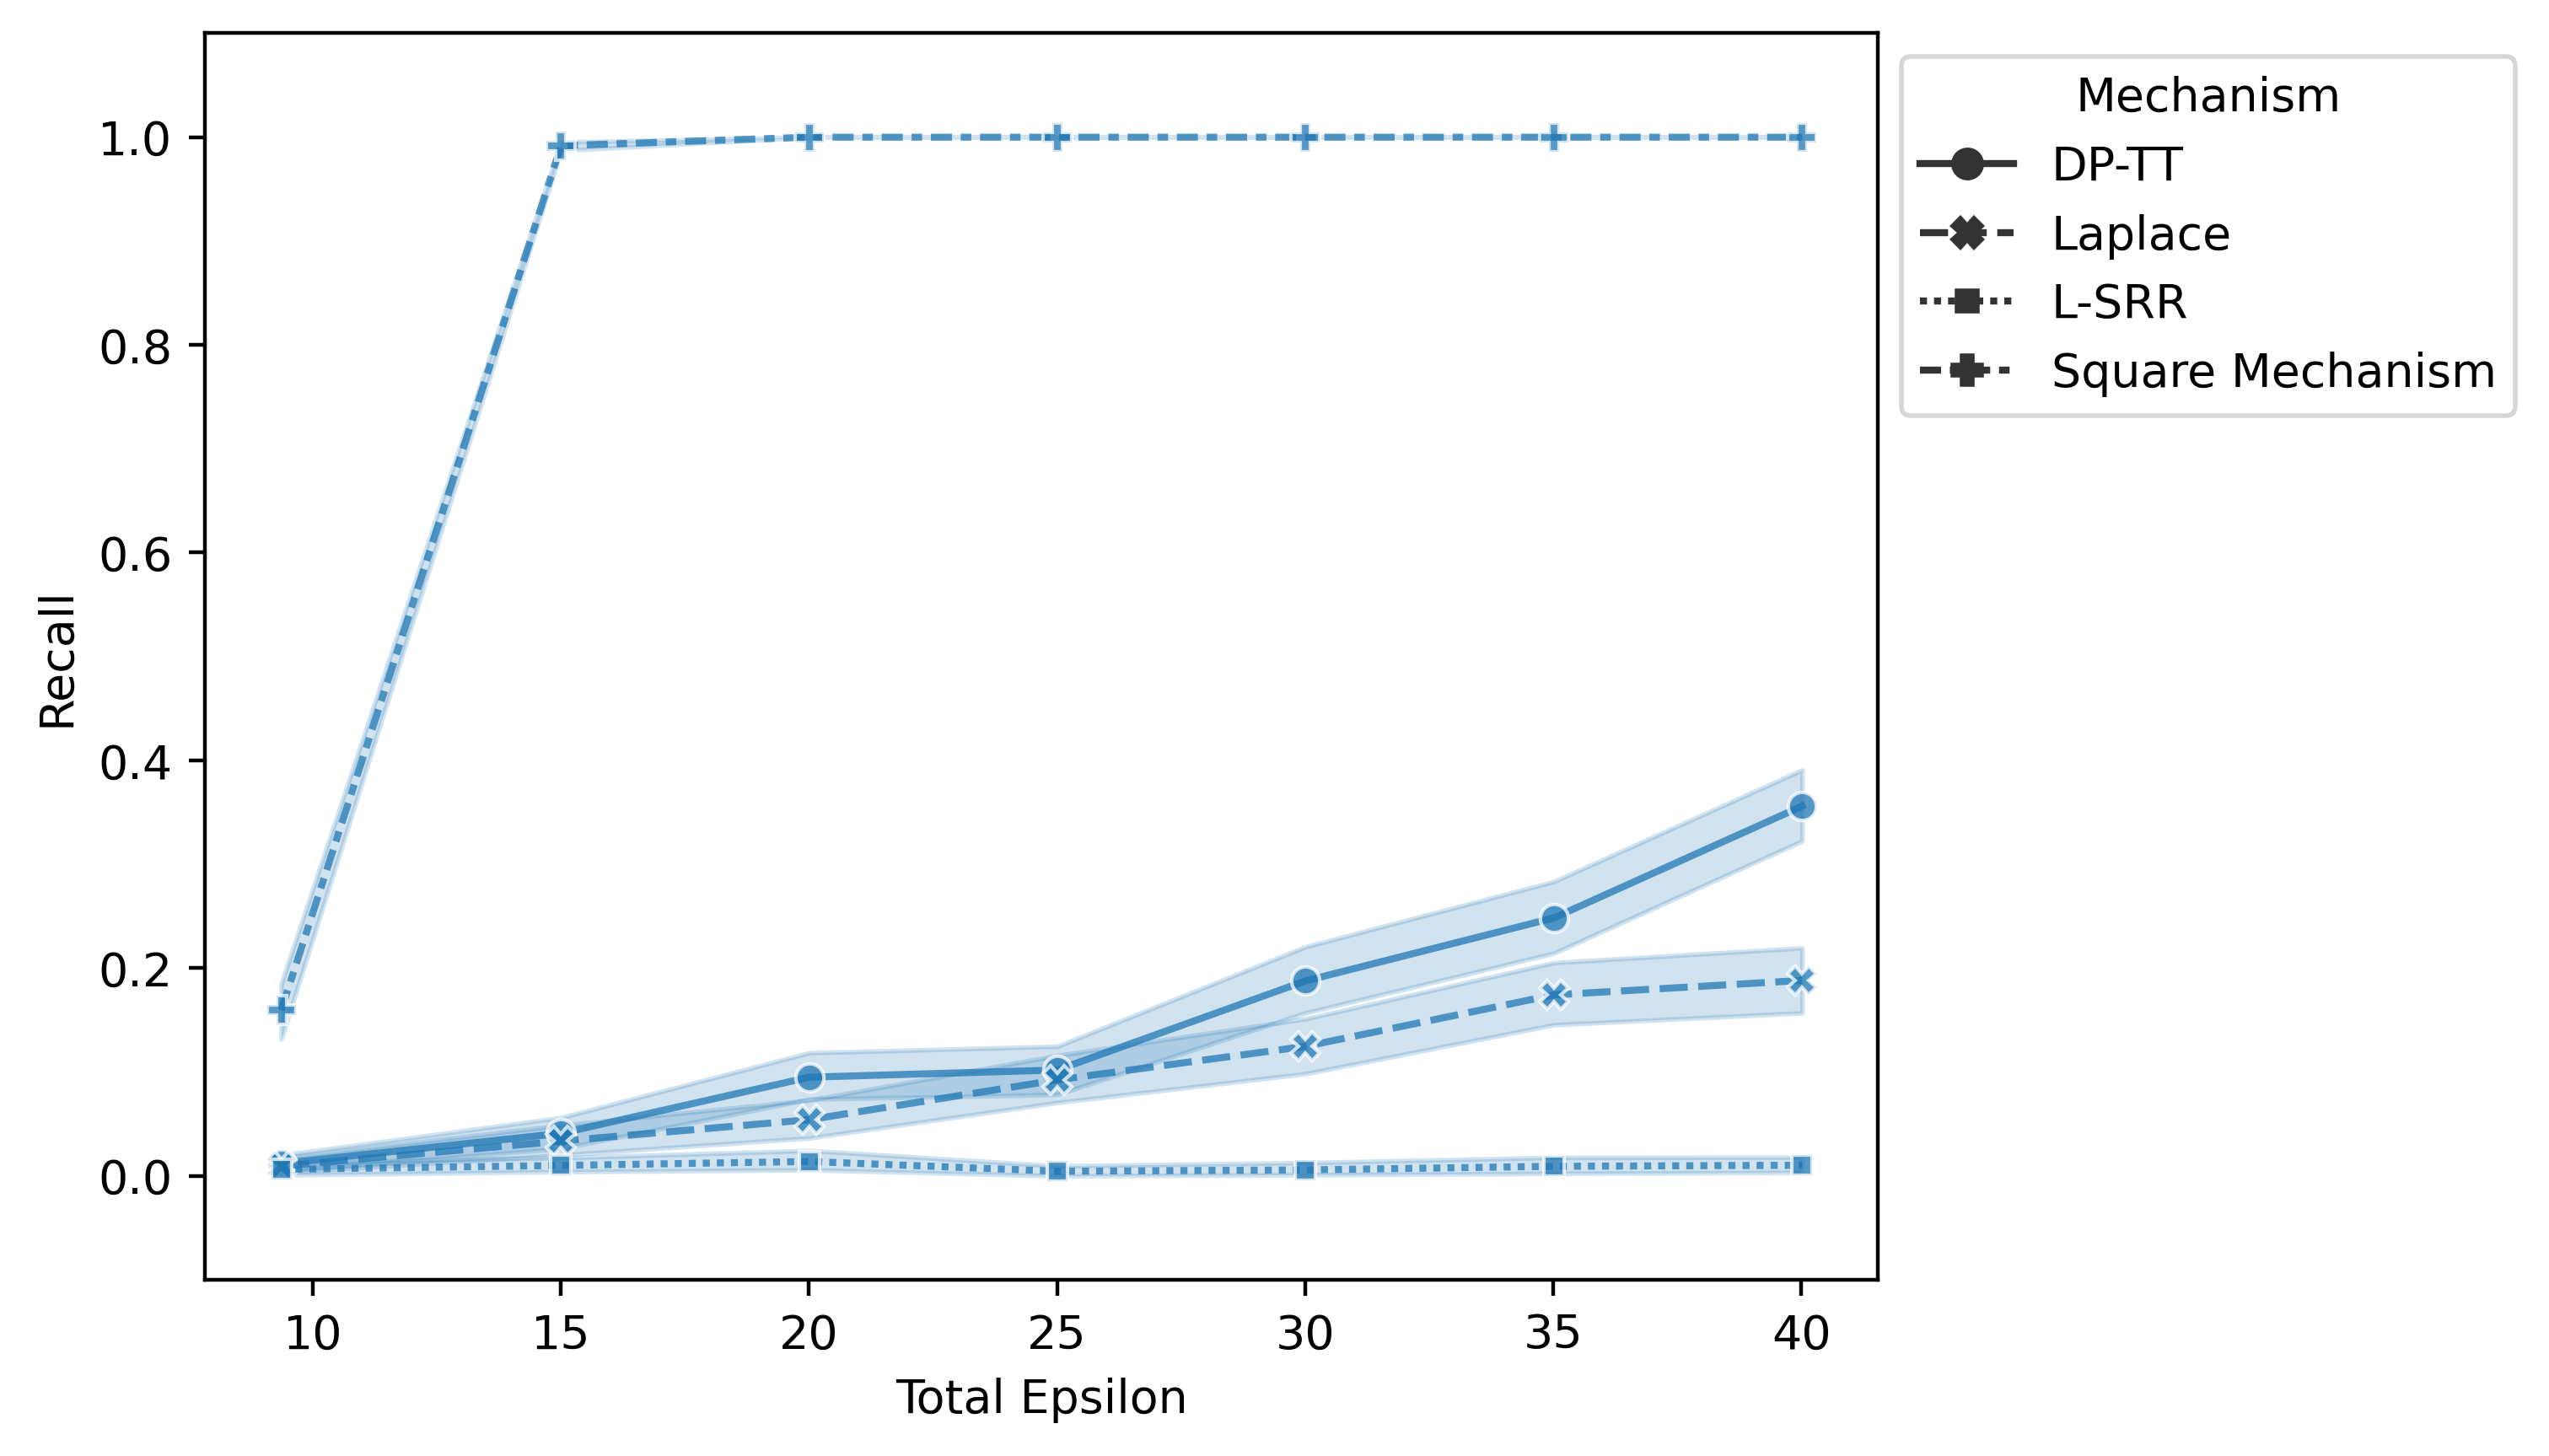 Recall
1.0
0.8
0.6
0.4
0.2
0.0
10 15 20 25 30 35 40
Total Epsilon
Mechanism
DP-TT
Laplace
L-SRR
Square Mechanism